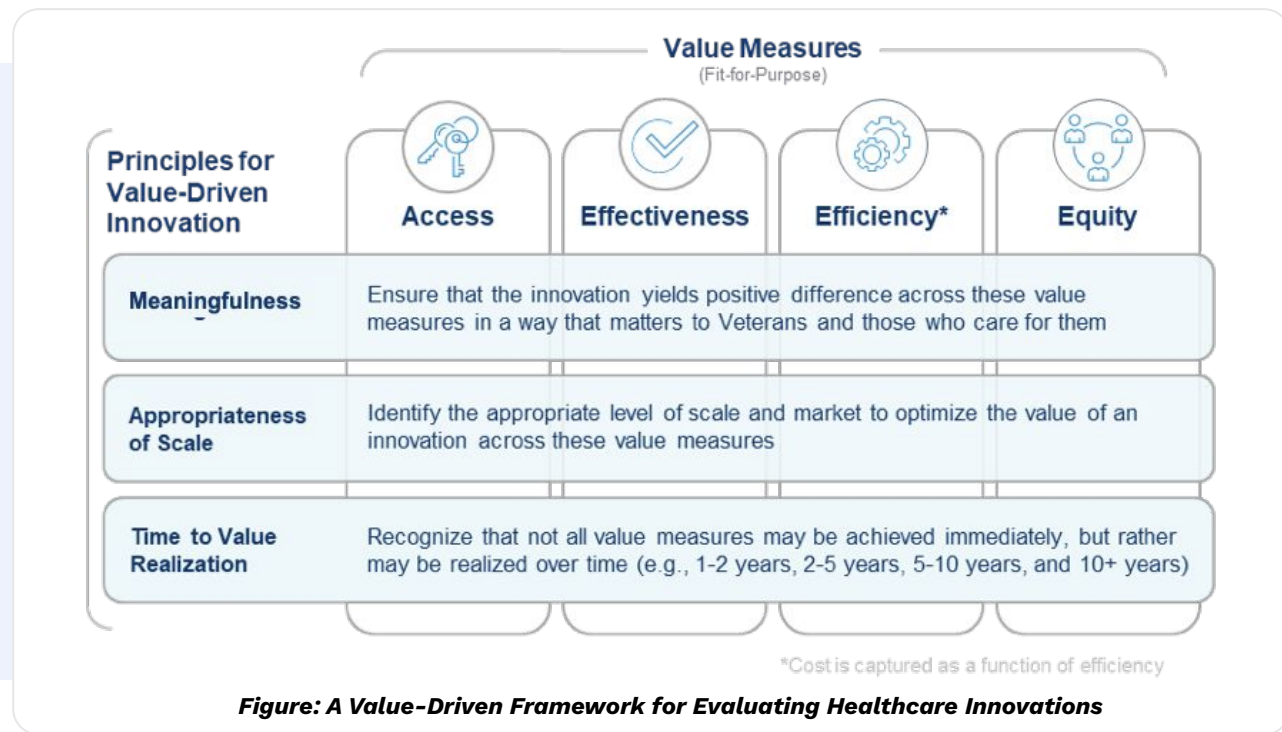 Value Measures
(Fit-for-Purpose)
Principles for
Value-Driven
Innovation
Access
Effectiveness
Efficiency*
Equity
Meaningfulness
Ensure that the innovation yields positive difference across these value
measures in a way that matters to Veterans and those who care for them
Appropriateness
of Scale
Identify the appropriate level of scale and market to optimize the value of an
innovation across these value measures
Time to Value
Realization
Recognize that not all value measures may be achieved immediately, but rather
may be realized over time (e.g., 1-2 years, 2-5 years, 5-10 years, and 10+ years)
*Cost is captured as a function of efficiency
Figure: A Value-Driven Framework for Evaluating Healthcare Innovations